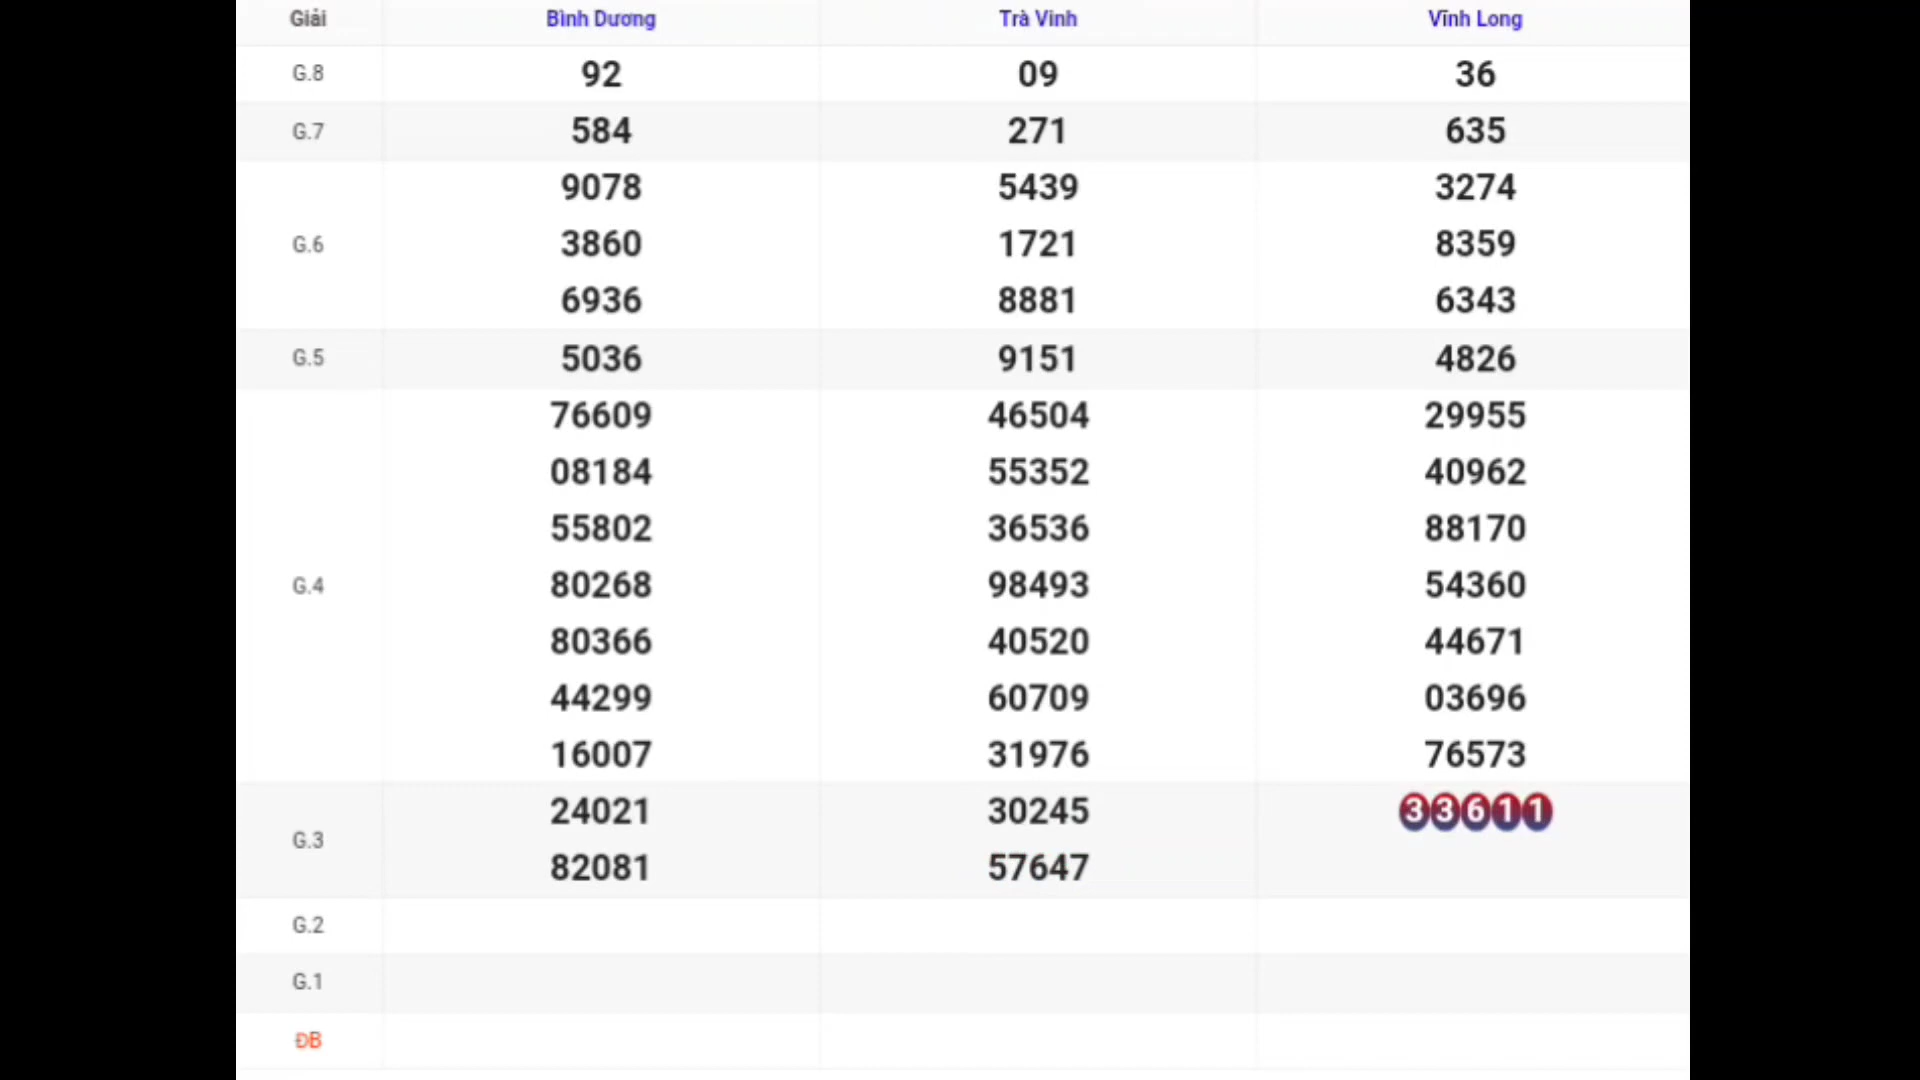 Giải Bình Dương Trà Vinh Vĩnh Long
G.8 92 09 36
G.7 584 271 635
9078 5439 3274
G.6 3860 1721 8359
6936 8881 6343
G.5 5036 9151 4826
76609 46504 29955
08184 55352 40962
55802 36536 88170
G.4 80268 98493 54360
80366 40520 44671
44299 60709 03696
16007 31976 76573
24021 30245 33611
G.3
82081 57647
G.2
G.1
ĐB